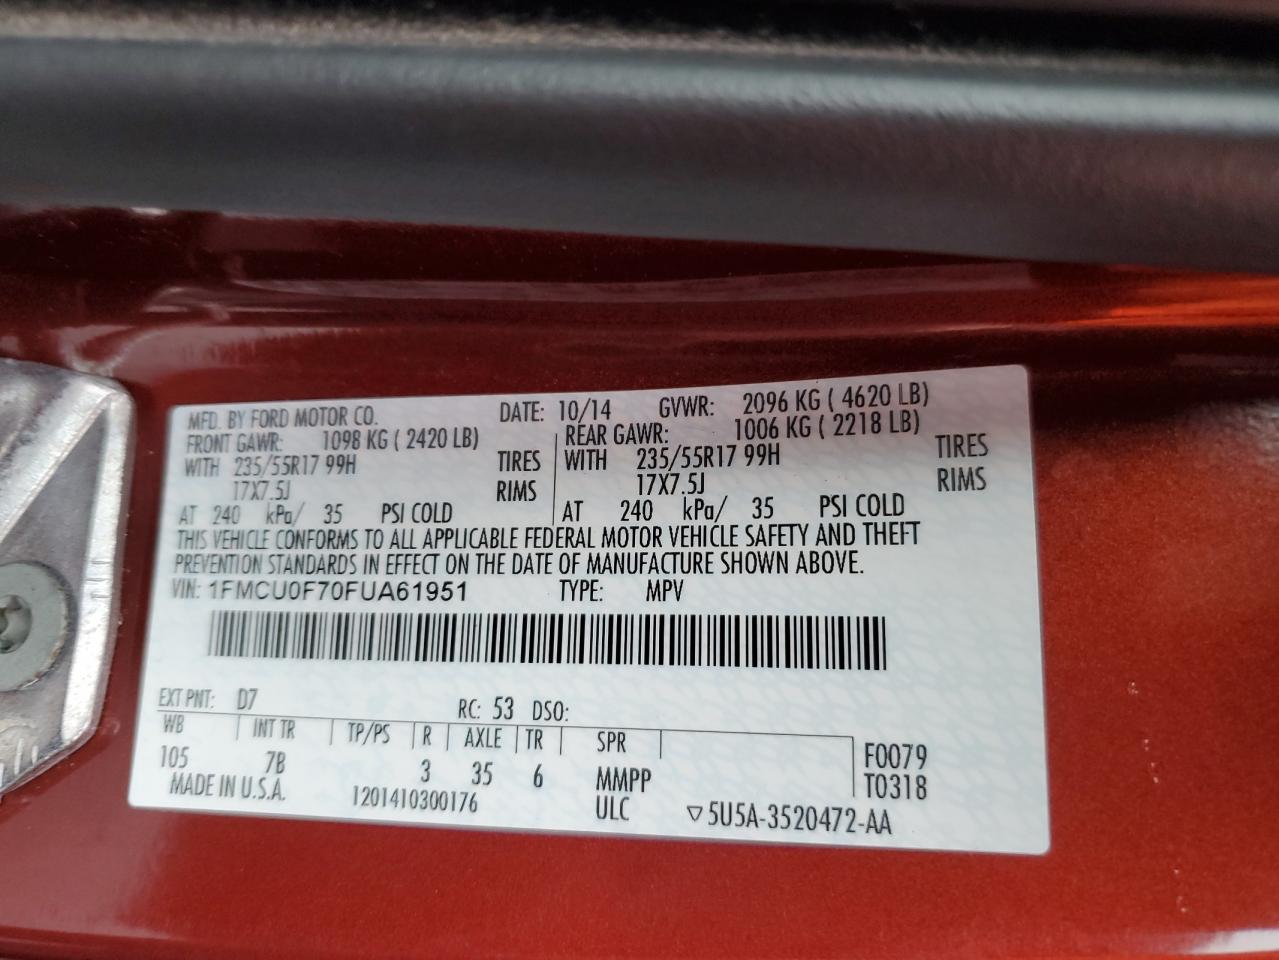 MFD. BY FORD MOTOR CO. DATE: 10/14 GVWR: 2096 KG ( 4620 LB)
FRONT GAWR: 1098 KG ( 2420 LB) REAR GAWR: 1006 KG ( 2218 LB)
WITH 235/55R17 99H TIRES WITH 235/55R17 99H TIRES
17X7.5J RIMS 17X7.5J RIMS
AT 240 kPa/ 35 PSI COLD AT 240 kPa/ 35 PSI COLD
THIS VEHICLE CONFORMS TO ALL APPLICABLE FEDERAL MOTOR VEHICLE SAFETY AND THEFT
PREVENTION STANDARDS IN EFFECT ON THE DATE OF MANUFACTURE SHOWN ABOVE.
VIN: 1FMCU0F70FUA61951 TYPE: MPV
EXT PNT: D7 RC: 53 DSO:
WB INT TR TP/PS R AXLE TR SPR F0079
105 7B 3 35 6 MMPP T0318
MADE IN U.S.A. 1201410300176 ULC ▽5U5A-3520472-AA